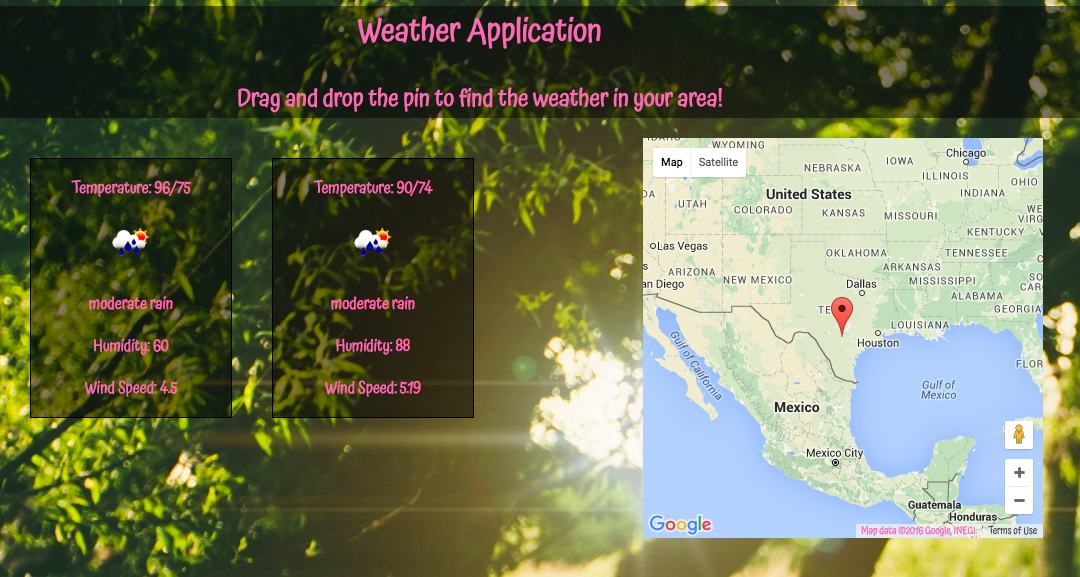 Weather Application
Drag and drop the pin to find the weather in your area!
Temperature: 96/75
moderate rain
Humidity: 60
Wind Speed: 4.5
Temperature: 90/74
moderate rain
Humidity: 88
Wind Speed: 5.19
Map
Satellite
IDAHO
WYOMING
Chicago
IOWA
NEBRASKA
ILLINOIS
OHIO
INDIANA
United States
UTAH
COLORADO
KANSAS
MISSOURI
WE
VIRG
KENTUCKY
Las Vegas
OKLAHOMA
TENNESSEE
ARKANSAS
ARIZONA
NEW MEXICO
MISSISSIPPI
an Diego
Dallas
ALABAMA
GEORGIA
TE
LOUISIANA
Houston
Gulf of California
FLOR
Gulf of
Mexico
Mexico
Mexico City
Guatemala
Honduras
+
−
Google
Map data ©2016 Google, INEGI
Terms of Use